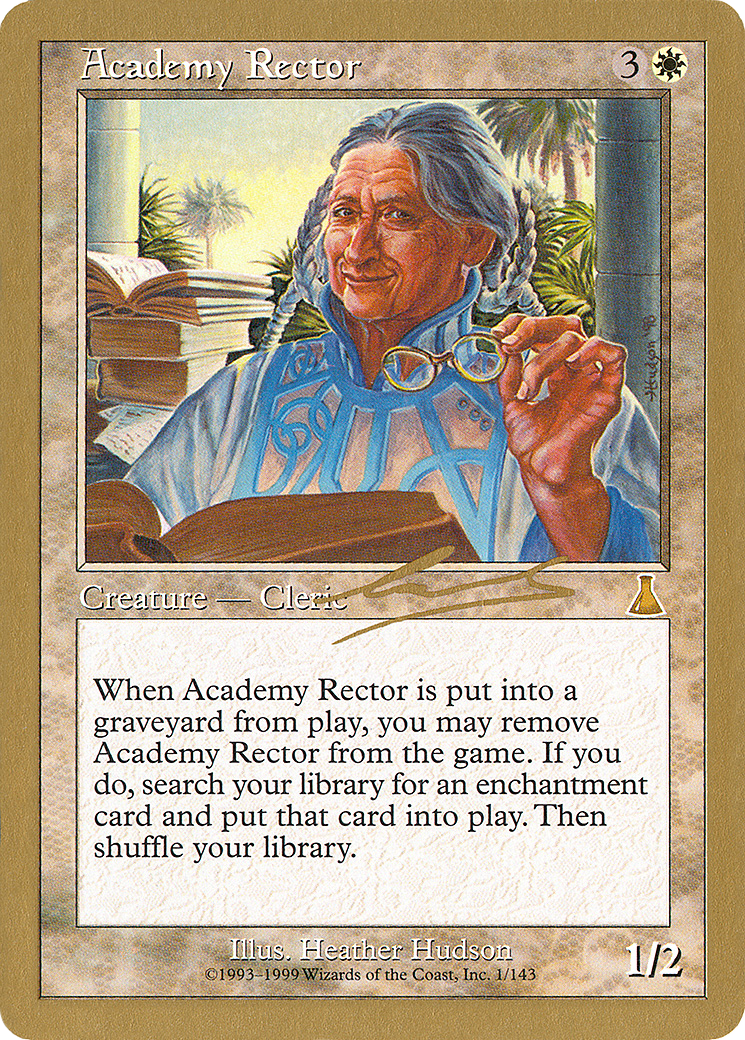 Academy Rector 3
Hudson 98
Creature — Cleric
When Academy Rector is put into a
graveyard from play, you may remove
Academy Rector from the game. If you
do, search your library for an enchantment
card and put that card into play. Then
shuffle your library.
Illus. Heather Hudson
©1993–1999 Wizards of the Coast, Inc. 1/143
1/2